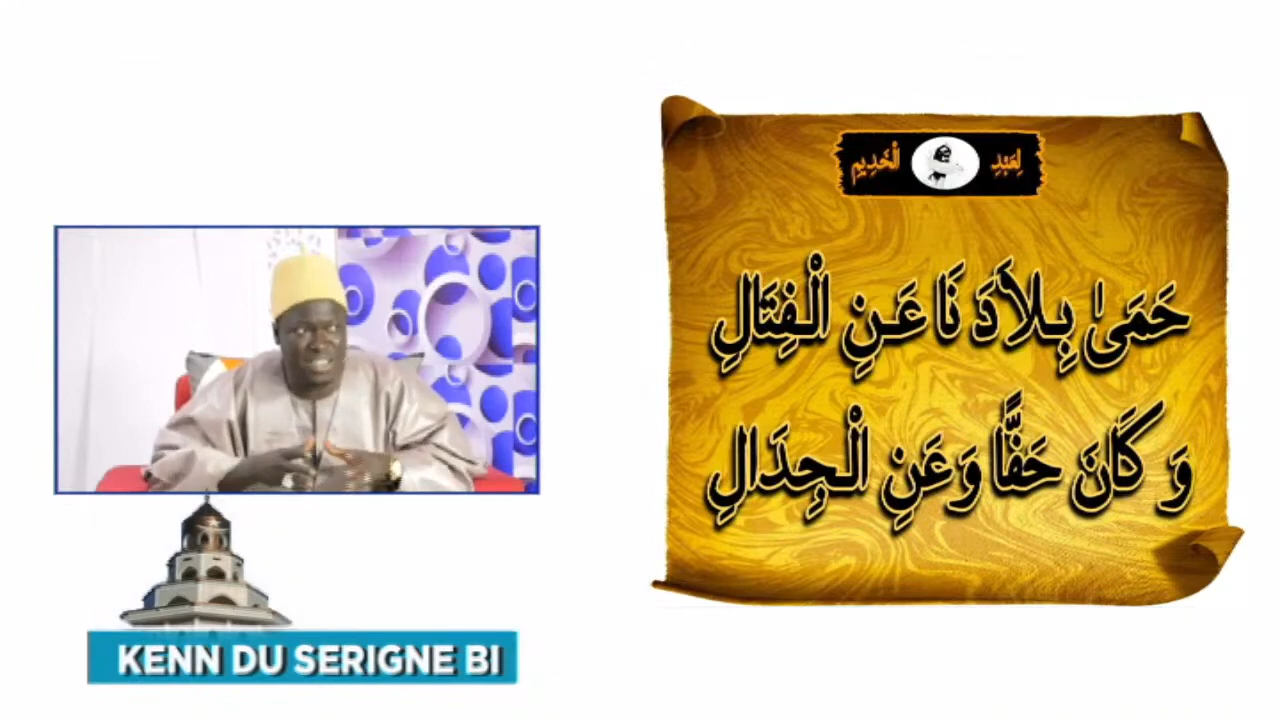 لِعَبْدِ الْخَدِيمِ
حَمَىٰ بِلاَدَنَا عَنِ الْقِتَالِ
وَكَانَ حَقًّا وَعَنِ الْجِدَالِ
KENN DU SERIGNE BI